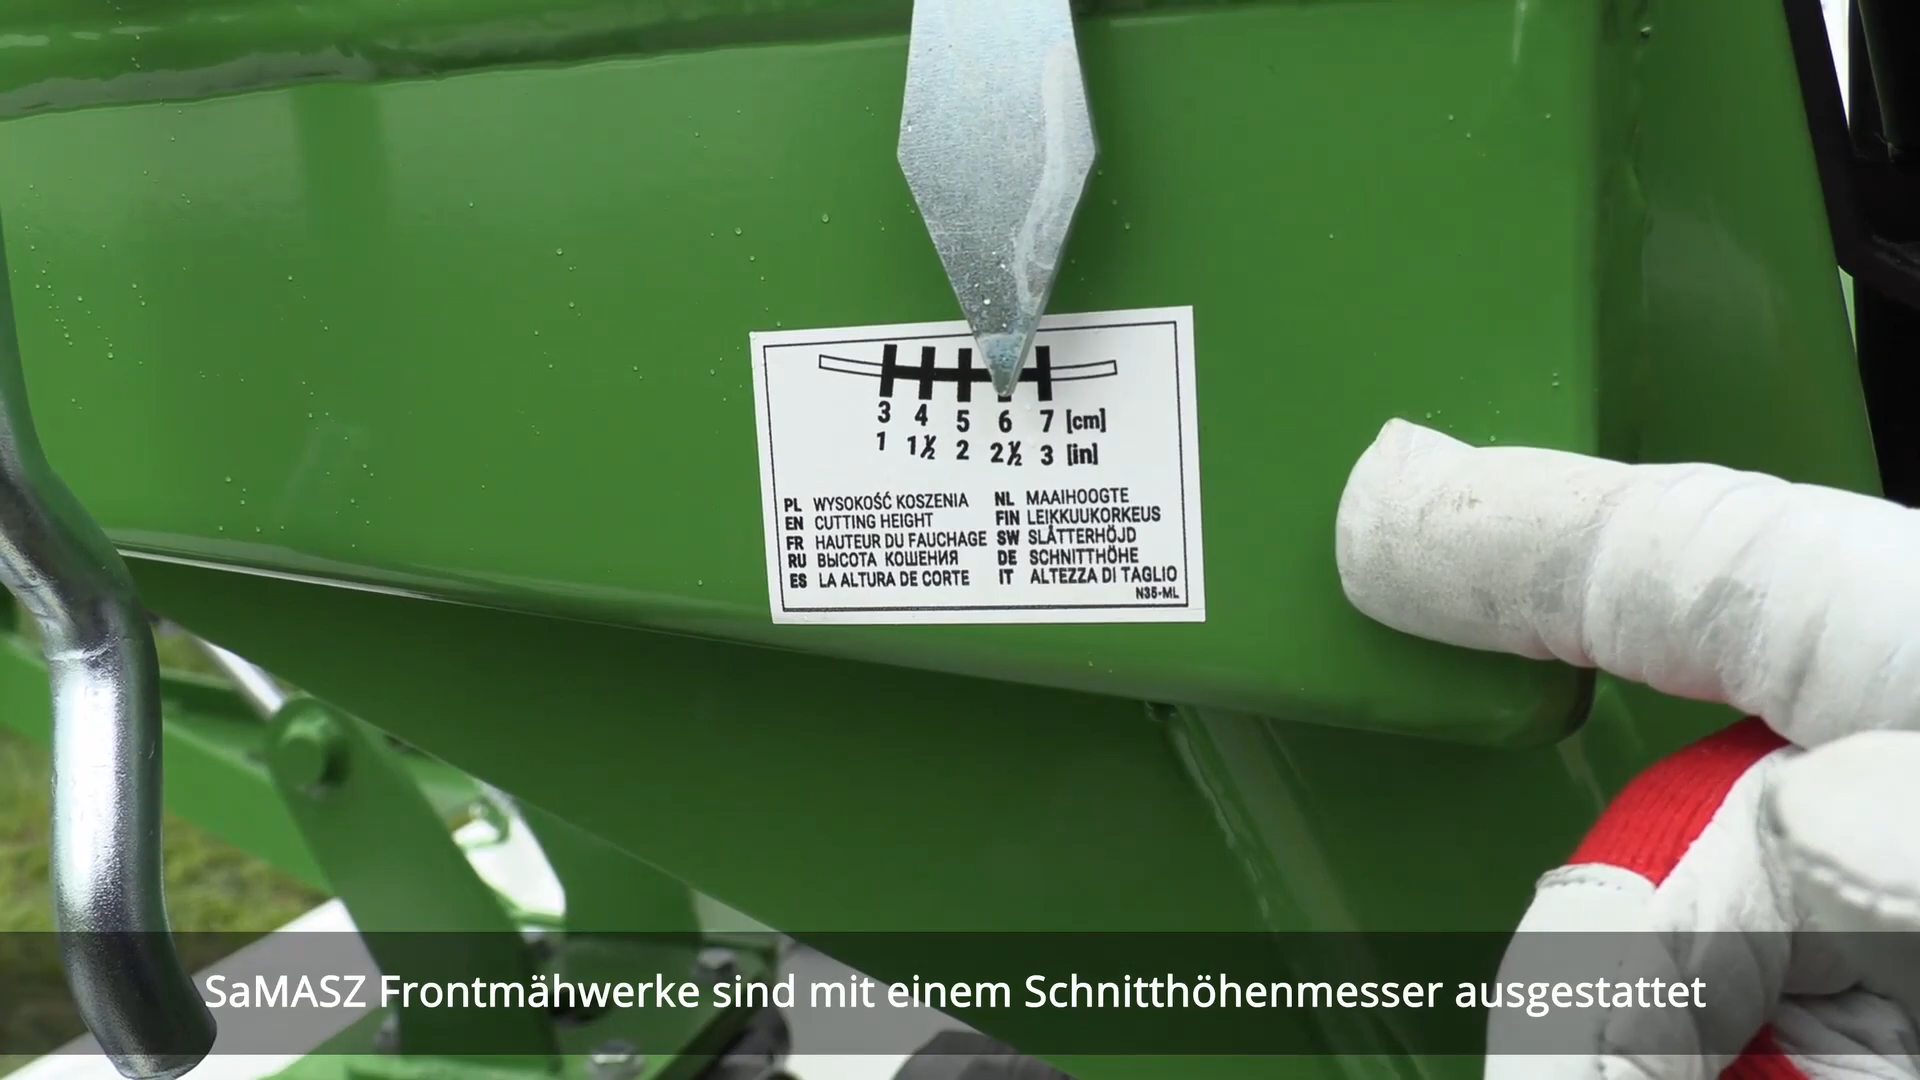 3 4 5 6 7 [cm]
1 1½ 2 2½ 3 [in]
PL WYSOKOŚĆ KOSZENIA
EN CUTTING HEIGHT
FR HAUTEUR DU FAUCHAGE
RU ВЫСОТА КОШЕНИЯ
ES LA ALTURA DE CORTE
NL MAAIHOOGTE
FIN LEIKKUUKORKEUS
SW SLÅTTERHÖJD
DE SCHNITTHÖHE
IT ALTEZZA DI TAGLIO
N35-ML
SaMASZ Frontmähwerke sind mit einem Schnitthöhenmesser ausgestattet